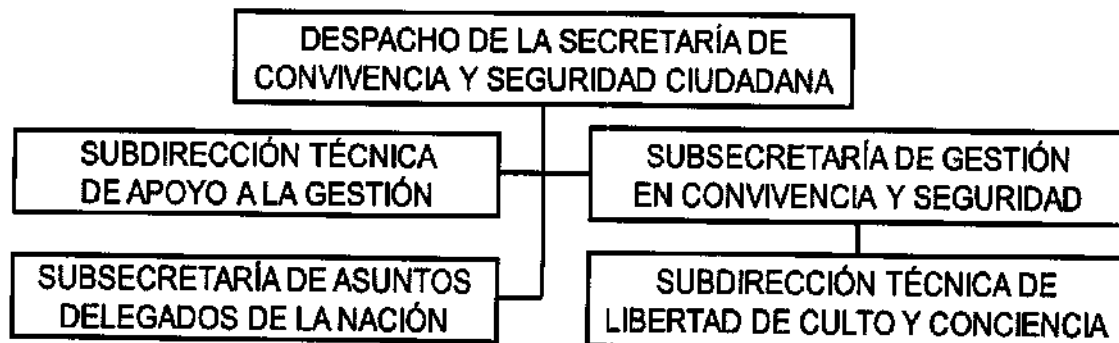 DESPACHO DE LA SECRETARÍA DE
CONVIVENCIA Y SEGURIDAD CIUDADANA
SUBDIRECCIÓN TÉCNICA
DE APOYO A LA GESTIÓN
SUBSECRETARÍA DE GESTIÓN
EN CONVIVENCIA Y SEGURIDAD
SUBSECRETARÍA DE ASUNTOS
DELEGADOS DE LA NACIÓN
SUBDIRECCIÓN TÉCNICA DE
LIBERTAD DE CULTO Y CONCIENCIA